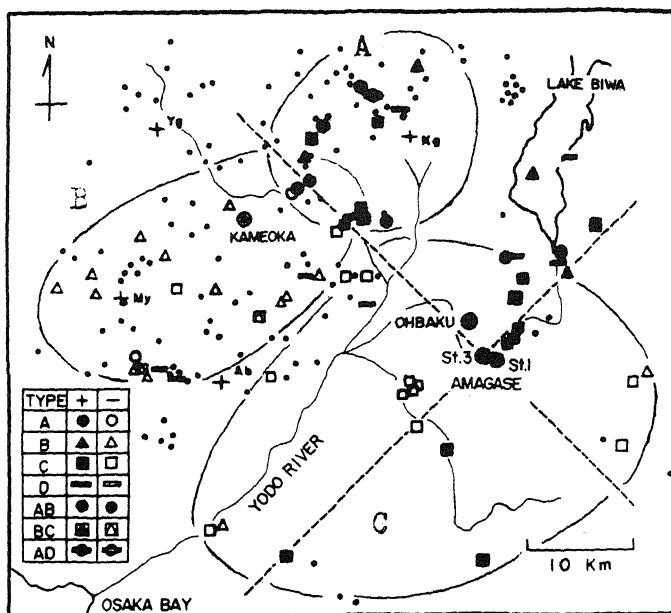 N
A
LAKE BIWA
Yg
Kg
B
KAMEOKA
My
OHBAKU
St.3
St.1
AMAGASE
Ab
TYPE + −
A
B
C
D
AB
BC
AD
YODO RIVER
C
10 Km
OSAKA BAY